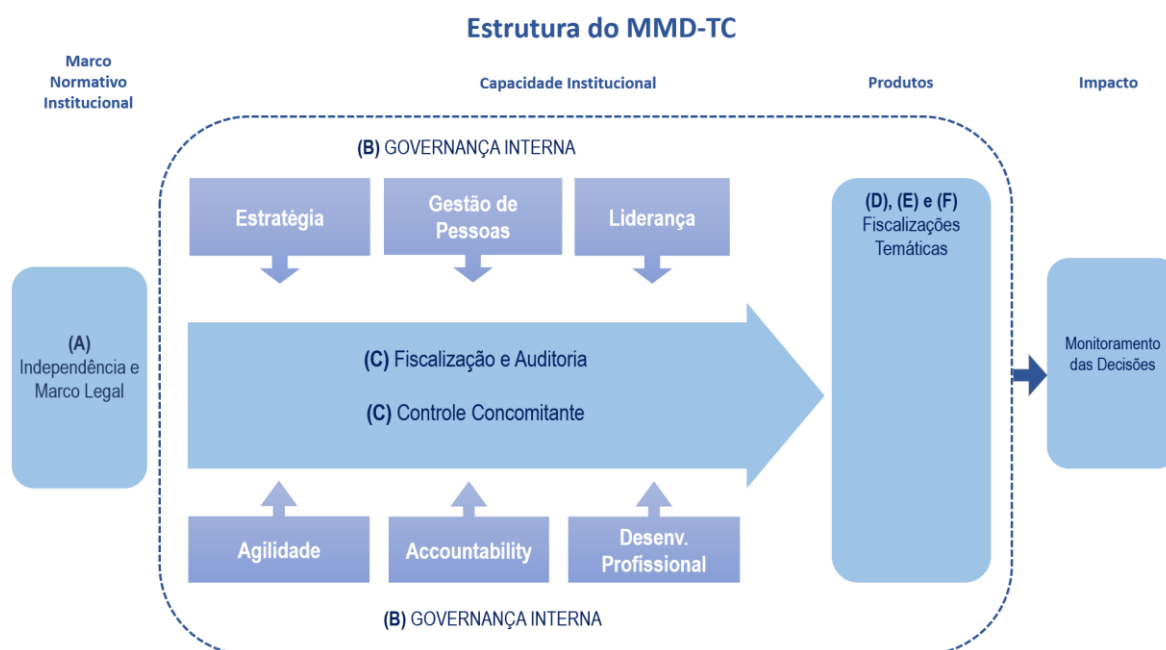 Estrutura do MMD-TC
Marco
Normativo
Institucional
Capacidade Institucional
Produtos
Impacto
(B) GOVERNANÇA INTERNA
Estratégia
Gestão de
Pessoas
Liderança
(D), (E) e (F)
Fiscalizações
Temáticas
(A)
Independência e
Marco Legal
(C) Fiscalização e Auditoria
(C) Controle Concomitante
Monitoramento
das Decisões
Agilidade
Accountability
Desenv.
Profissional
(B) GOVERNANÇA INTERNA